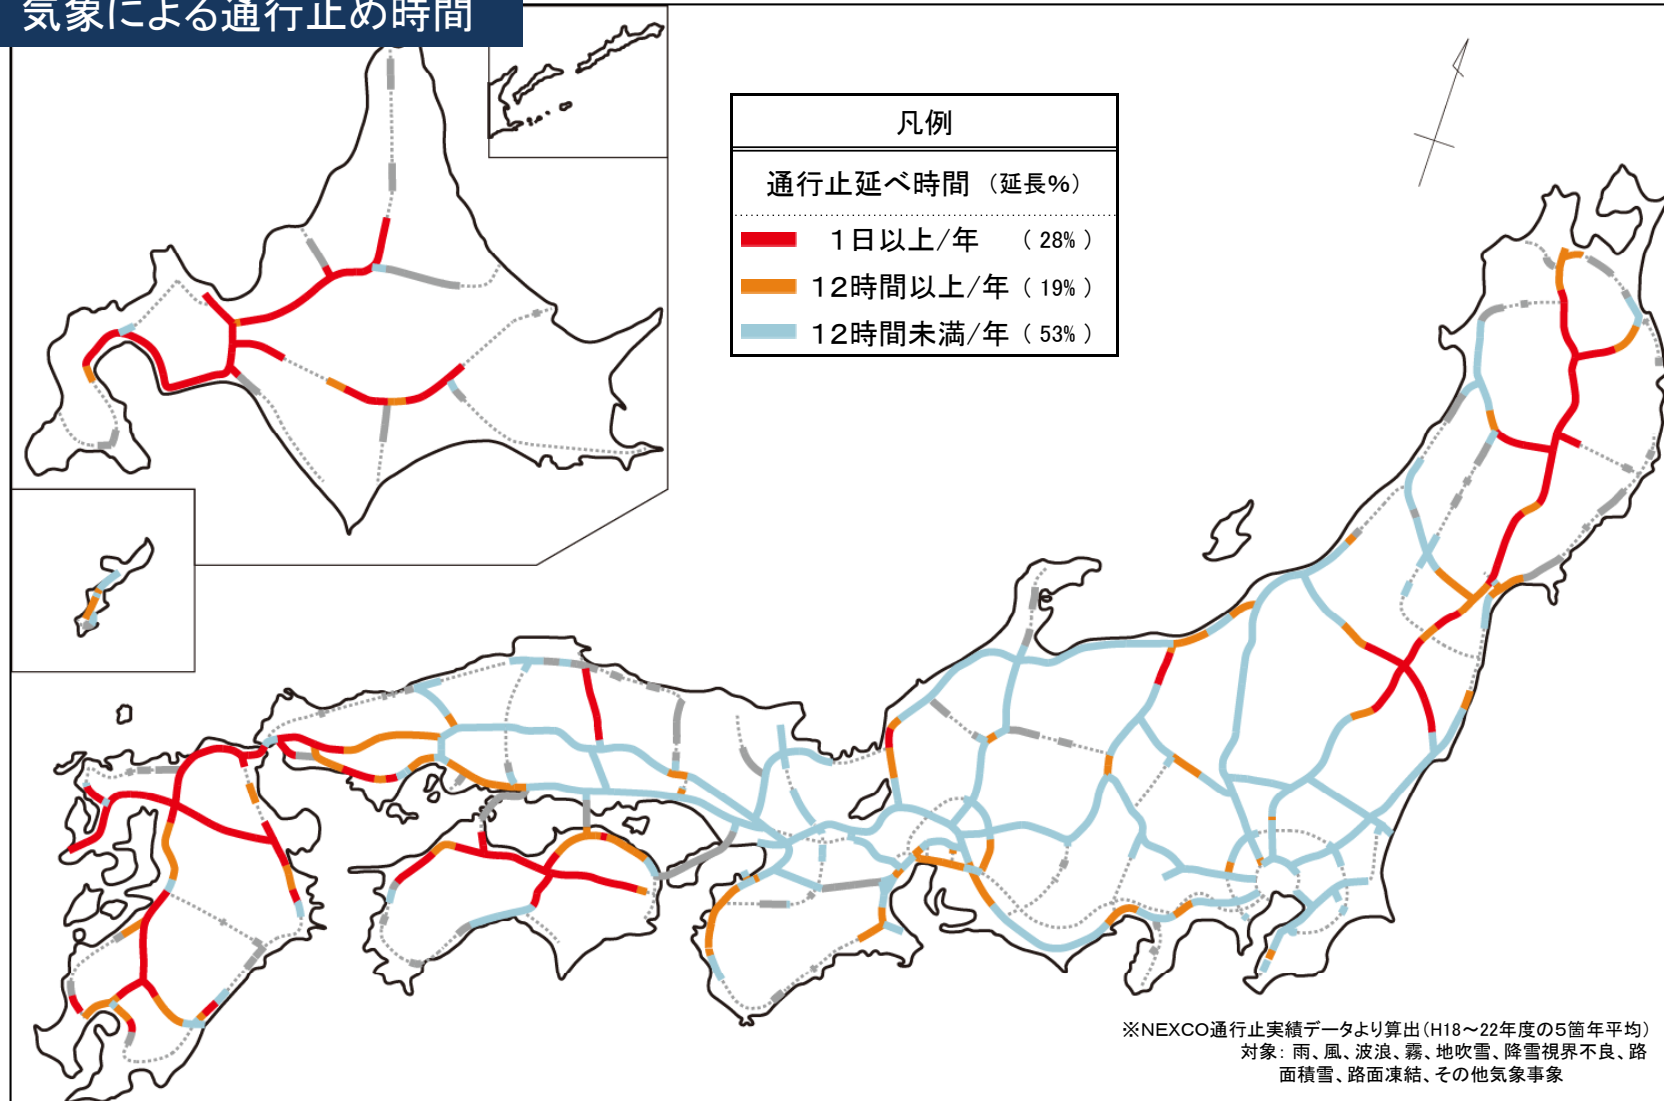 気象による通行止め時間
凡例
通行止延べ時間（延長％）
1日以上/年（28%）
12時間以上/年（19%）
12時間未満/年（53%）
※NEXCO通行止実績データより算出（H18～22年度の5箇年平均）
対象：雨、風、波浪、霧、地吹雪、降雪視界不良、路
面積雪、路面凍結、その他気象事象